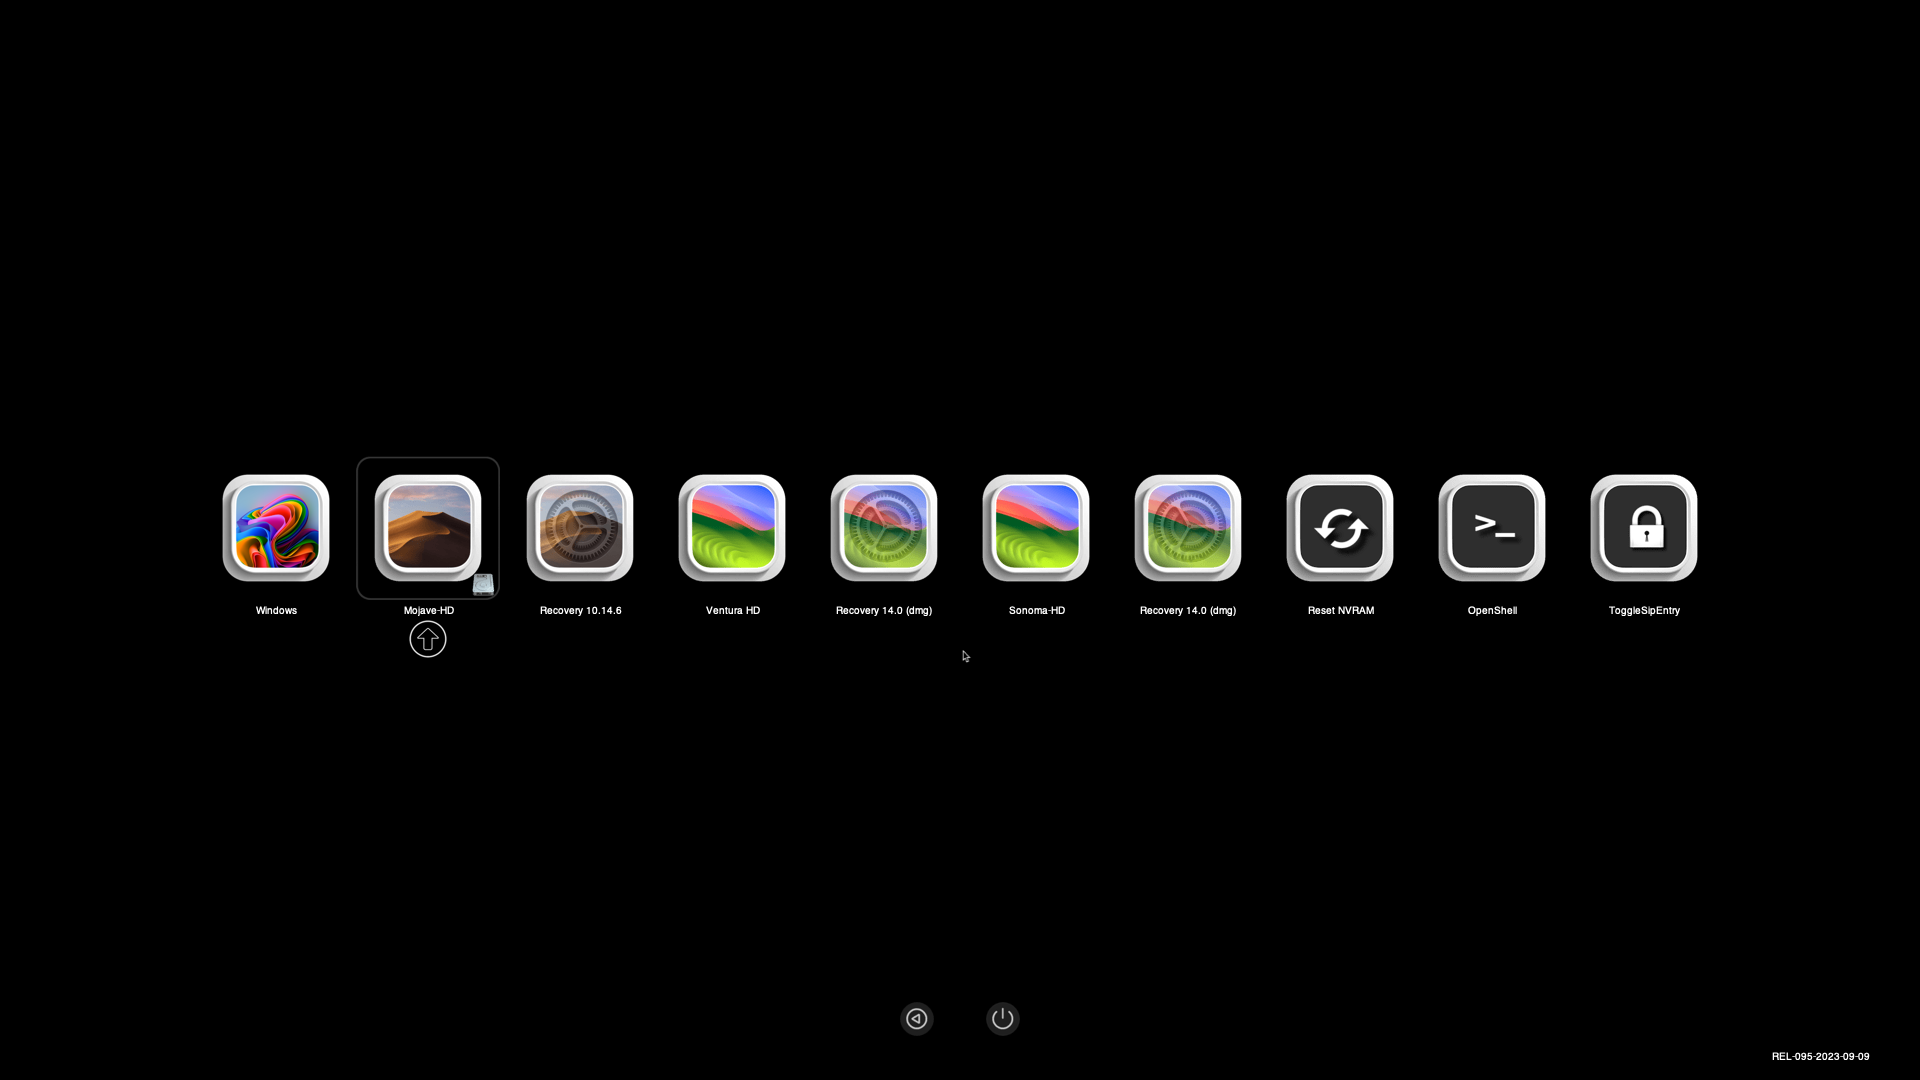 Windows
Mojave-HD
Recovery 10.14.6
Ventura HD
Recovery 14.0 (dmg)
Sonoma-HD
Recovery 14.0 (dmg)
Reset NVRAM
OpenShell
ToggleSipEntry
>_
REL-095-2023-09-09